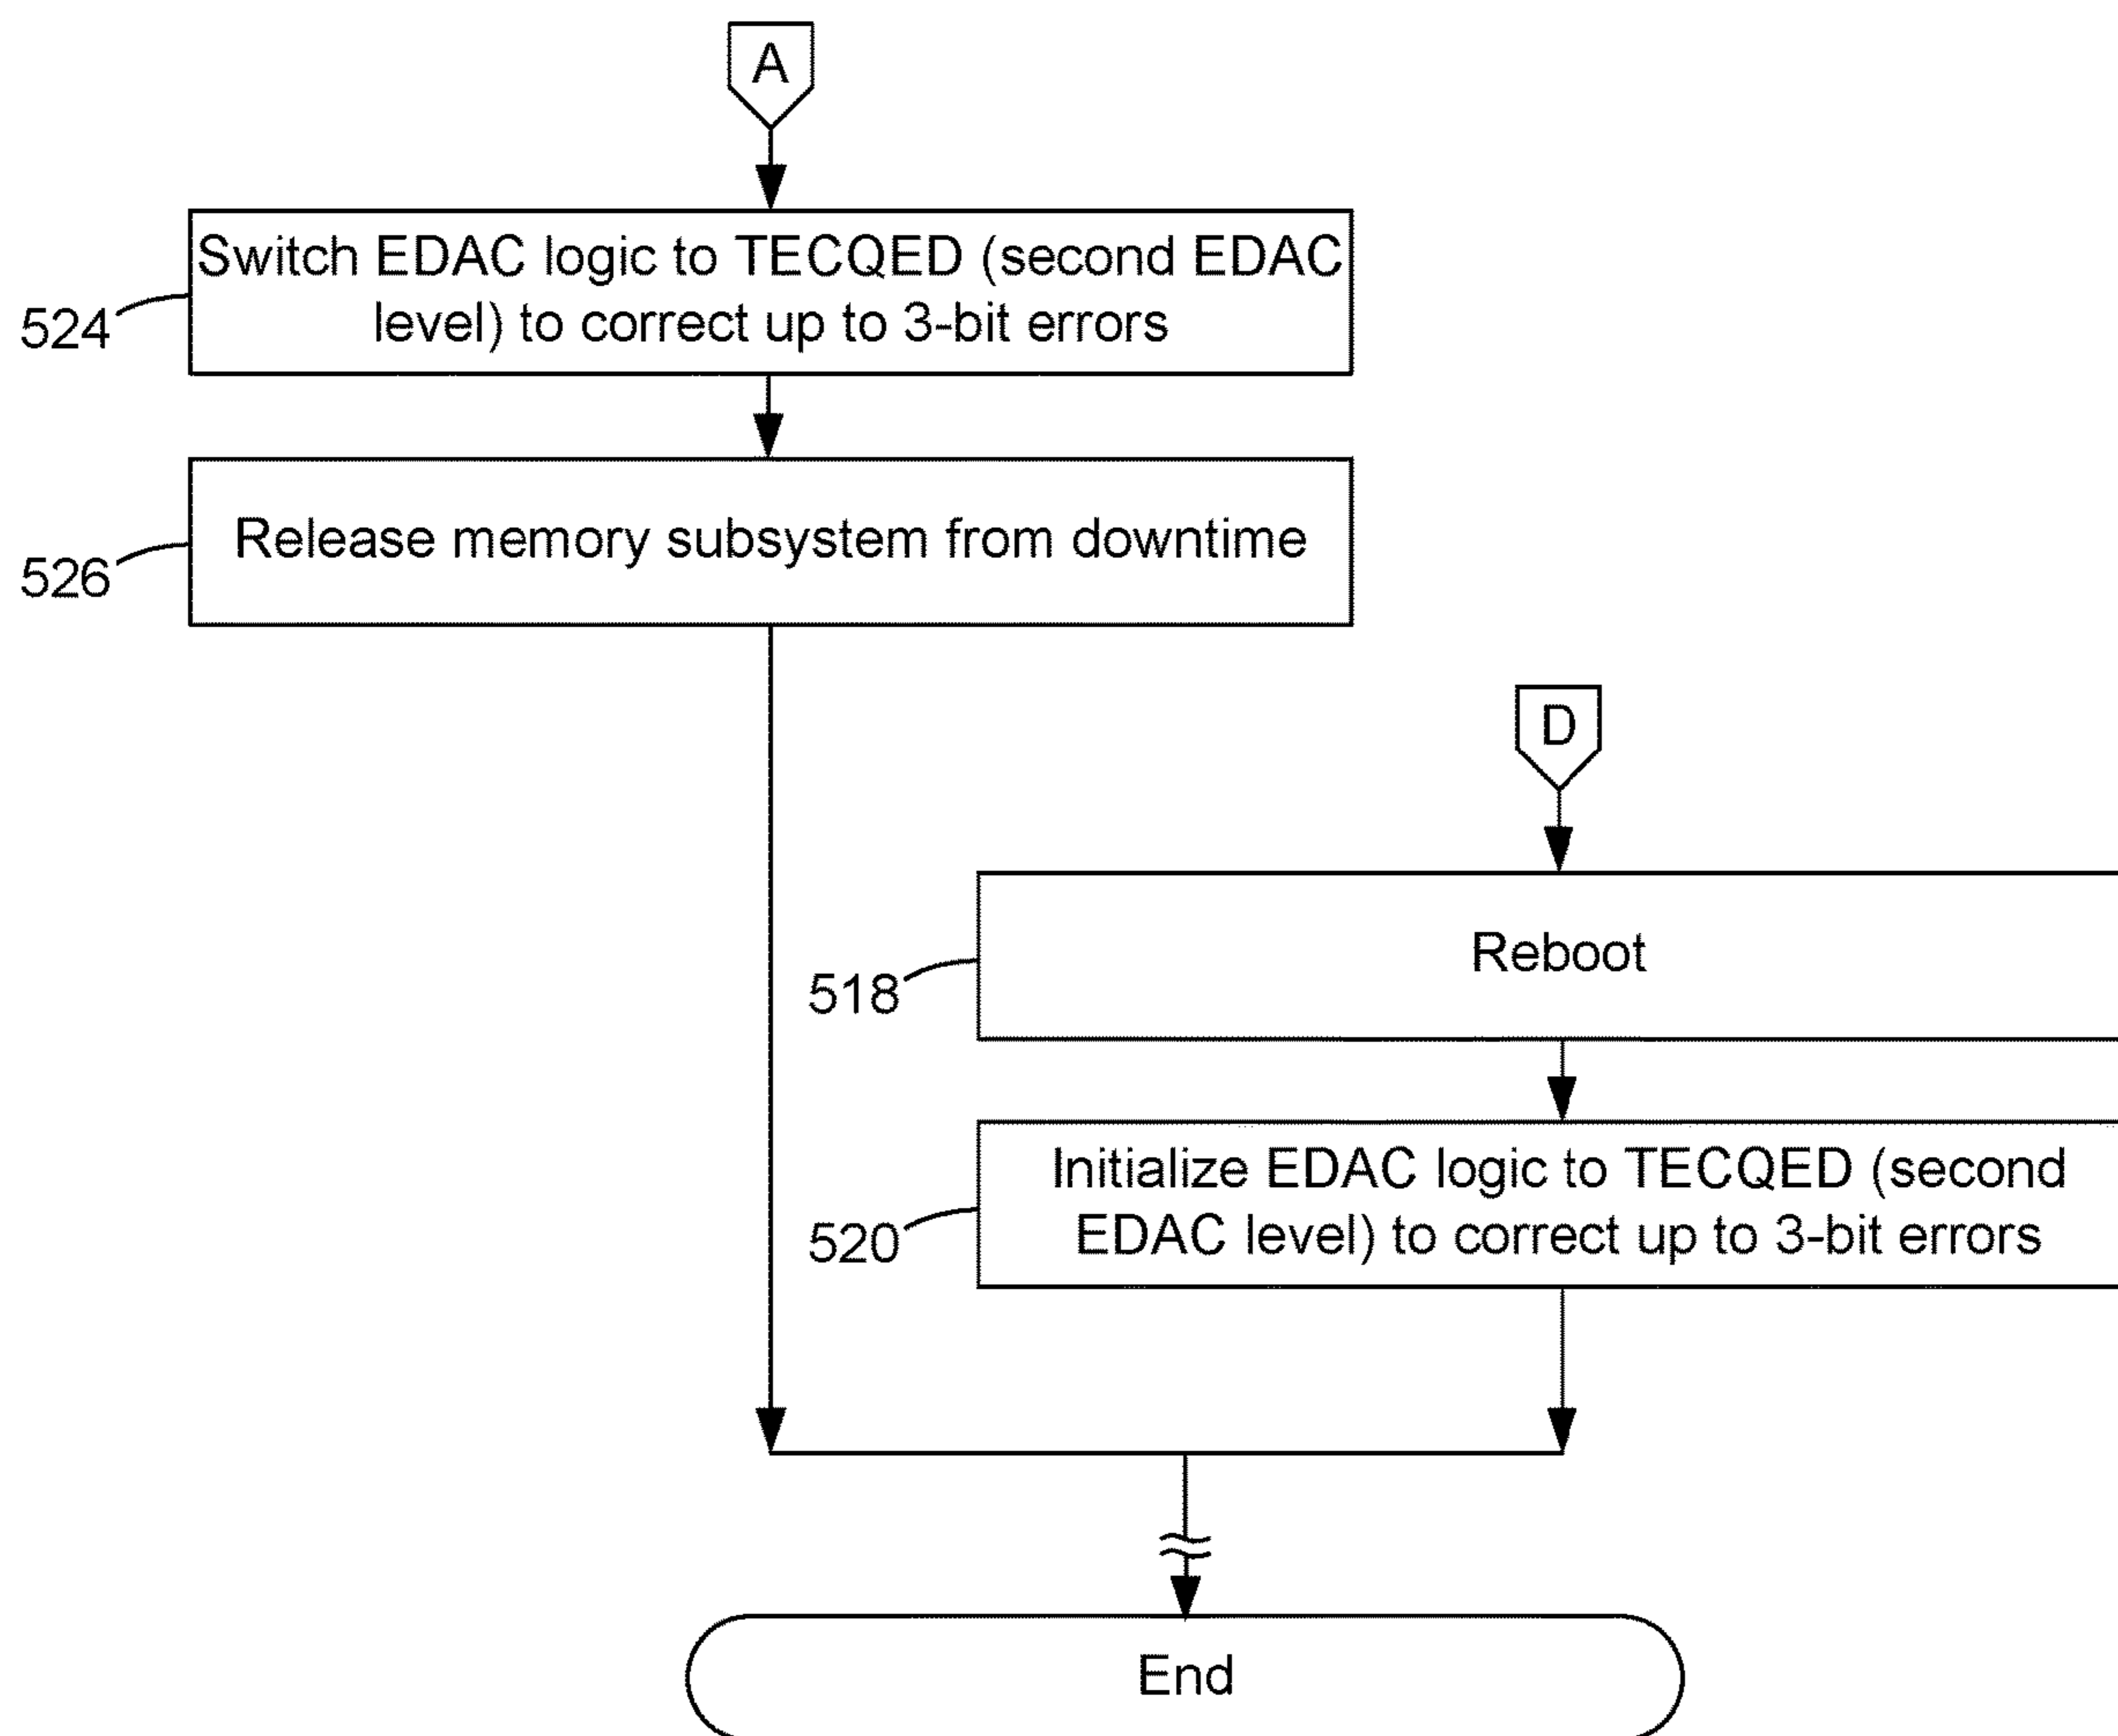 A
Switch EDAC logic to TECQED (second EDAC
level) to correct up to 3-bit errors
524
Release memory subsystem from downtime
526
D
Reboot
518
Initialize EDAC logic to TECQED (second
EDAC level) to correct up to 3-bit errors
520
End